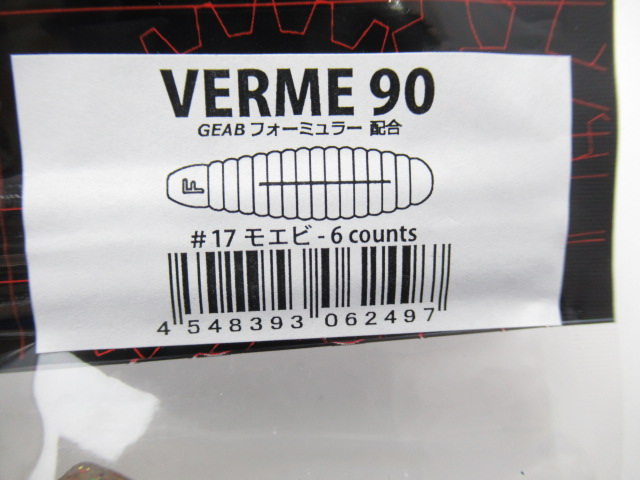 VERME 90
GEAB フォーミュラー 配合
F
#17 モエビ - 6 counts
4 548393 062497